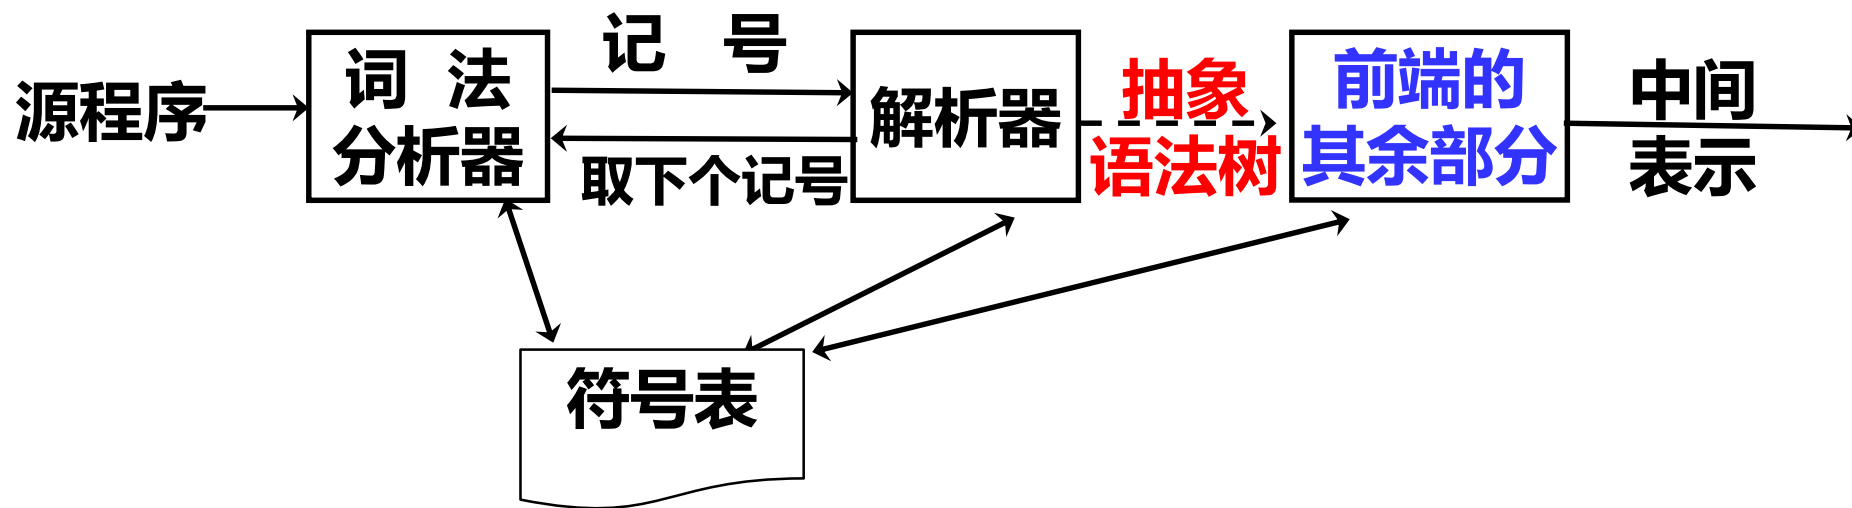 源程序
词 法
分析器
记 号
取下个记号
解析器
抽象
语法树
前端的
其余部分
中间
表示
符号表